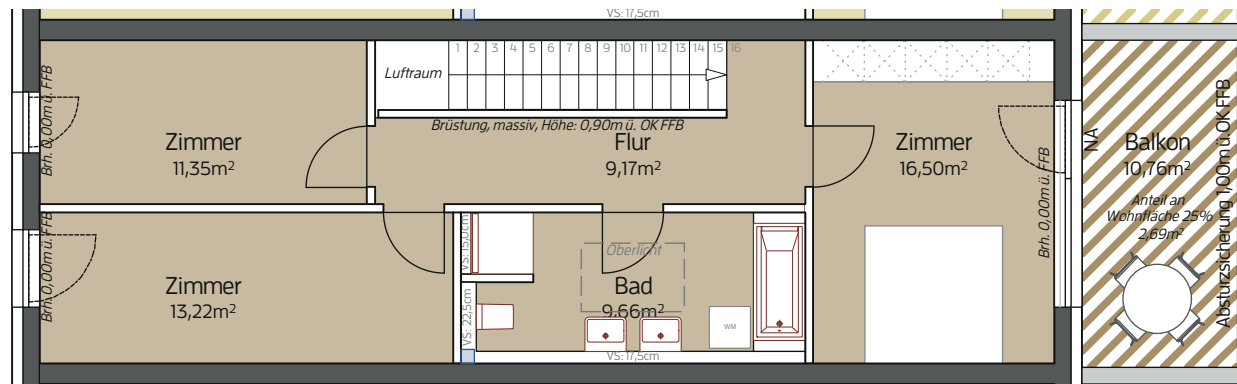 VS: 17,5cm
1 2 3 4 5 6 7 8 9 10 11 12 13 14 15 16
Luftraum
Brüstung, massiv, Höhe: 0,90m ü. OK FFB
Brh. 0,00m ü. FFB
Zimmer
11,35m²
Flur
9,17m²
Zimmer
16,50m²
Brh. 0,00m ü. FFB
NA
Balkon
10,76m²
Anteil an
Wohnfläche 25%
2,69m²
Absturzsicherung 1,00m ü. OK FFB
Brh. 0,00m ü. FFB
Zimmer
13,22m²
VS: 15,0cm
VS: 22,5cm
Oberlicht
Bad
9,66m²
WM
VS: 17,5cm